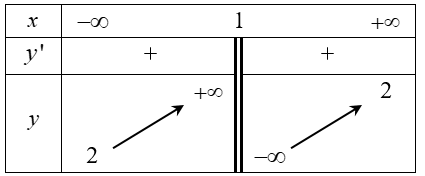 x −∞ 1 +∞
y' + +
+∞ 2
y
2 −∞